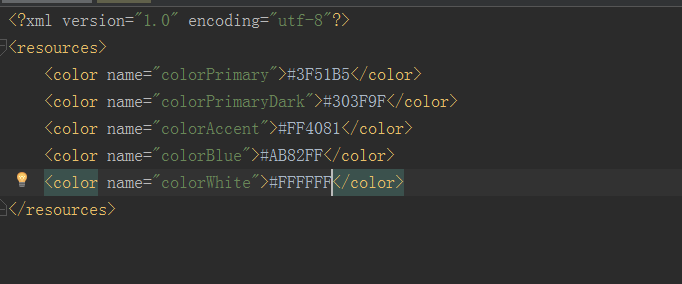 <?xml version="1.0" encoding="utf-8"?>
<resources>
    <color name="colorPrimary">#3F51B5</color>
    <color name="colorPrimaryDark">#303F9F</color>
    <color name="colorAccent">#FF4081</color>
    <color name="colorBlue">#AB82FF</color>
    <color name="colorWhite">#FFFFFF</color>
</resources>